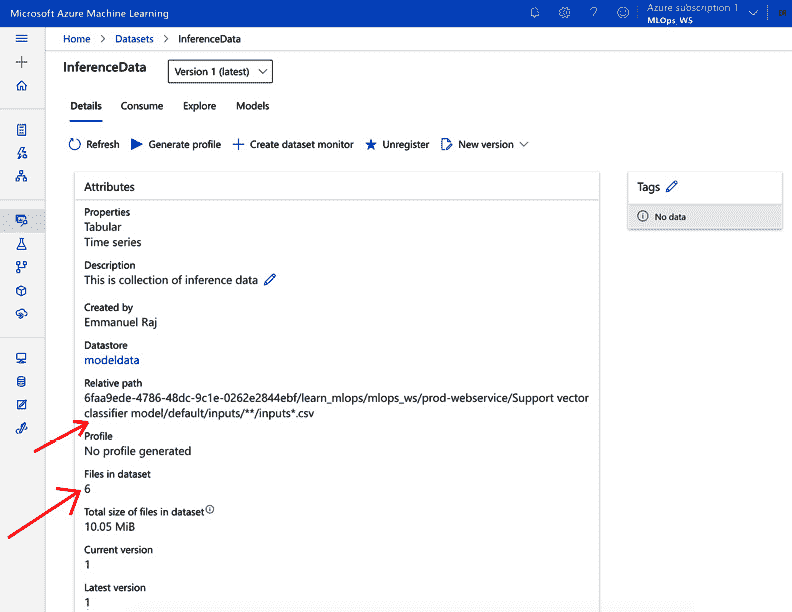 Microsoft Azure Machine Learning
Azure subscription 1
MLOps_WS
Home > Datasets > InferenceData
InferenceData
Version 1 (latest)
Details Consume Explore Models
Refresh Generate profile Create dataset monitor Unregister New version
Attributes
Tags
No data
Properties
Tabular
Time series
Description
This is collection of inference data
Created by
Emmanuel Raj
Datastore
modeldata
Relative path
6faa9ede-4786-48dc-9c1e-0262e2844ebf/learn_mlops/mlops_ws/prod-webservice/Support vector
classifier model/default/inputs/**/inputs*.csv
Profile
No profile generated
Files in dataset
6
Total size of files in dataset
10.05 MiB
Current version
1
Latest version
1